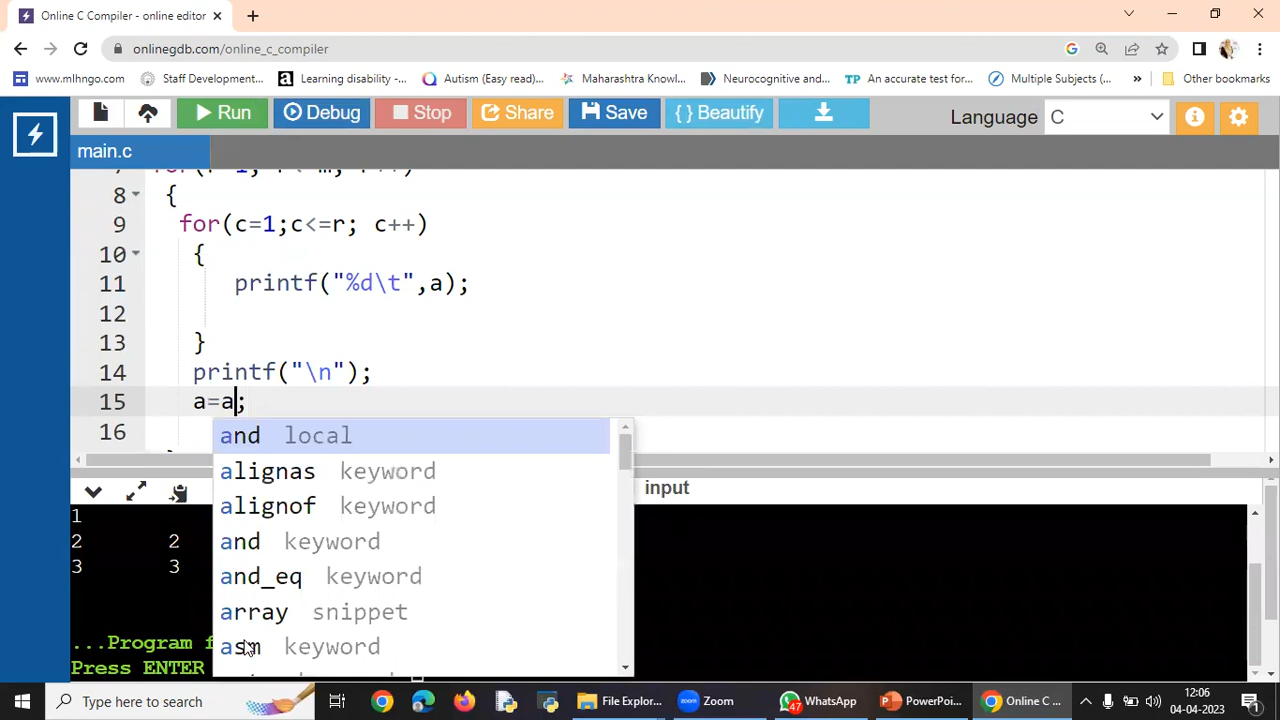 Online C Compiler - online editor
onlinegdb.com/online_c_compiler
www.mlhngo.com Staff Development... Learning disability -... Autism (Easy read)... Maharashtra Knowl... Neurocognitive and... TP An accurate test for... Multiple Subjects (... » Other bookmarks
Run Debug Stop Share Save { } Beautify Language C
main.c
8 {
9 for(c=1;c<=r; c++)
10 {
11 printf("%d\t",a);
12
13 }
14 printf("\n");
15 a=a;
16
and local
alignas keyword
alignof keyword
and keyword
and_eq keyword
array snippet
asm keyword
input
1
2 2
3 3
...Program f
Press ENTER
Type here to search File Explor... zoom Zoom 47 WhatsApp PowerPoi... Online C C... 12:06
04-04-2023 1